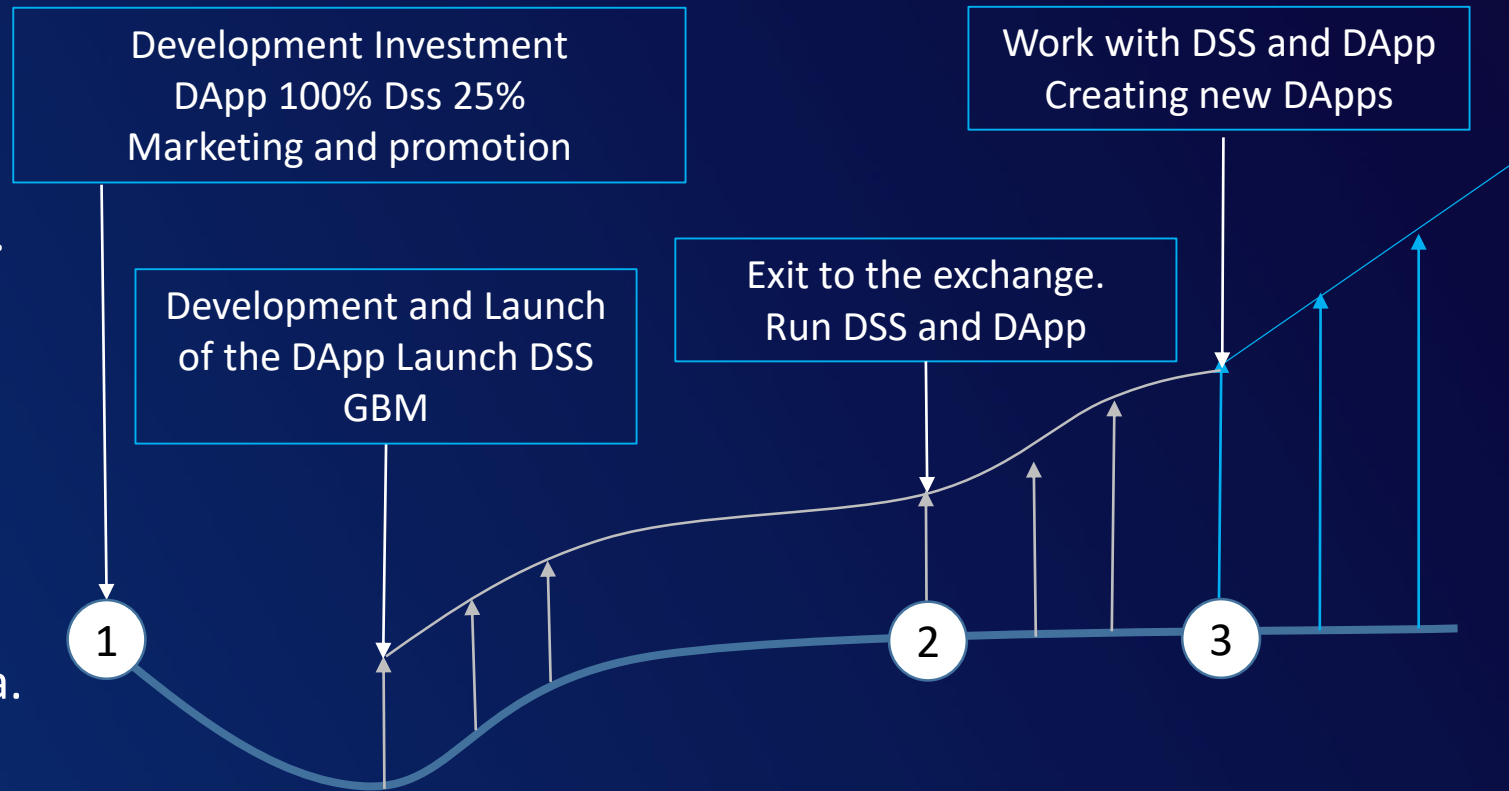 Development Investment
DApp 100% Dss 25%
Marketing and promotion
Work with DSS and DApp
Creating new DApps
Development and Launch
of the DApp Launch DSS
GBM
Exit to the exchange.
Run DSS and DApp
1
2
3
a.